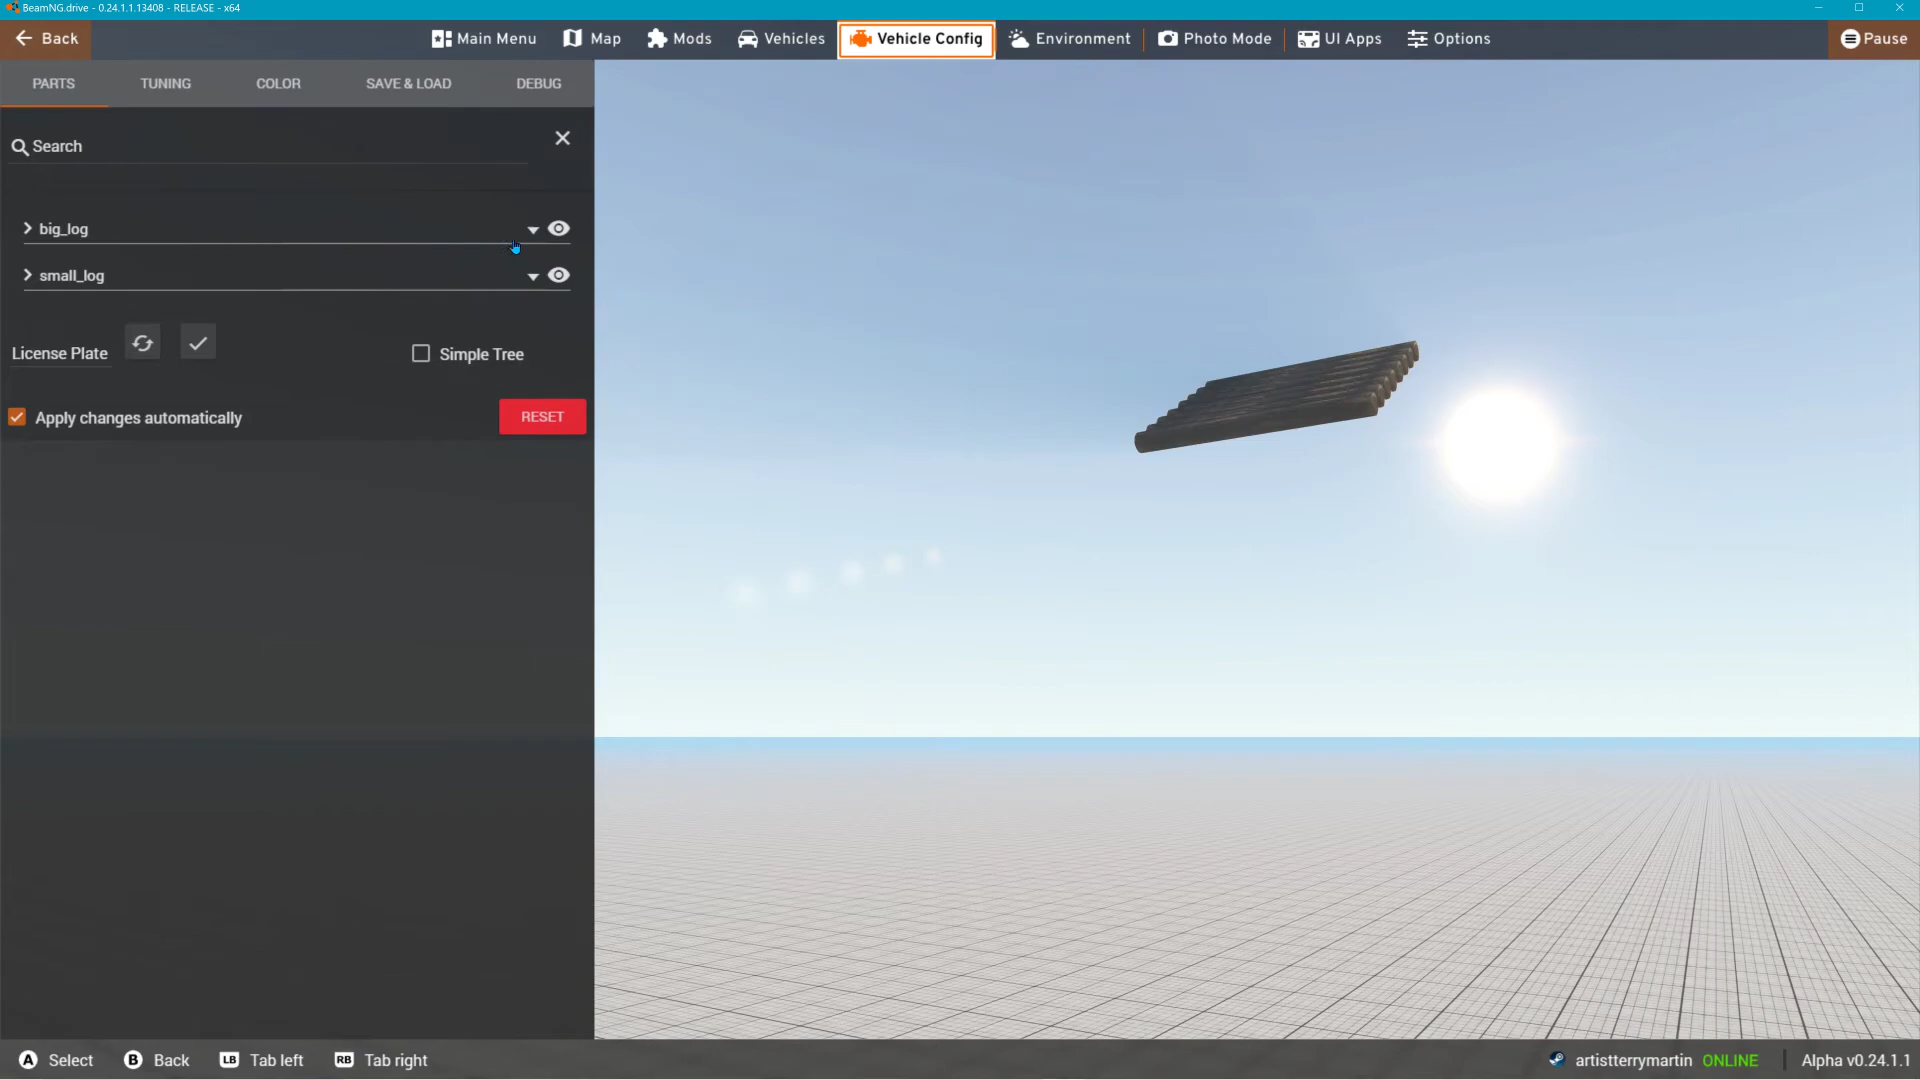 BeamNG.drive - 0.24.1.1.13408 - RELEASE - x64
Back
Main Menu
Map
Mods
Vehicles
Vehicle Config
Environment
Photo Mode
UI Apps
Options
Pause
PARTS
TUNING
COLOR
SAVE & LOAD
DEBUG
Search
big_log
small_log
License Plate
Simple Tree
Apply changes automatically
RESET
A Select
B Back
LB Tab left
RB Tab right
artistterrymartin ONLINE
Alpha v0.24.1.1